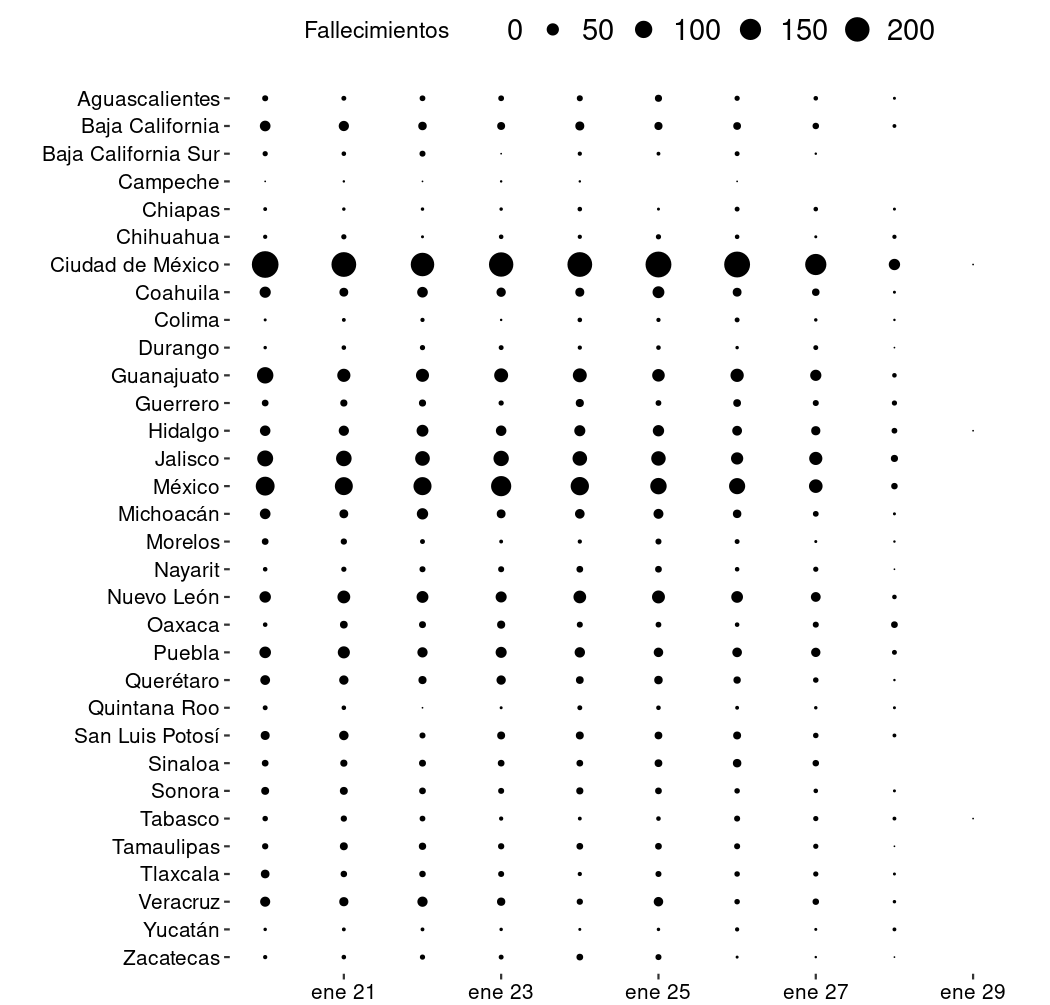 Fallecimientos 0 50 100 150 200
Aguascalientes
Baja California
Baja California Sur
Campeche
Chiapas
Chihuahua
Ciudad de México
Coahuila
Colima
Durango
Guanajuato
Guerrero
Hidalgo
Jalisco
México
Michoacán
Morelos
Nayarit
Nuevo León
Oaxaca
Puebla
Querétaro
Quintana Roo
San Luis Potosí
Sinaloa
Sonora
Tabasco
Tamaulipas
Tlaxcala
Veracruz
Yucatán
Zacatecas
ene 21 ene 23 ene 25 ene 27 ene 29